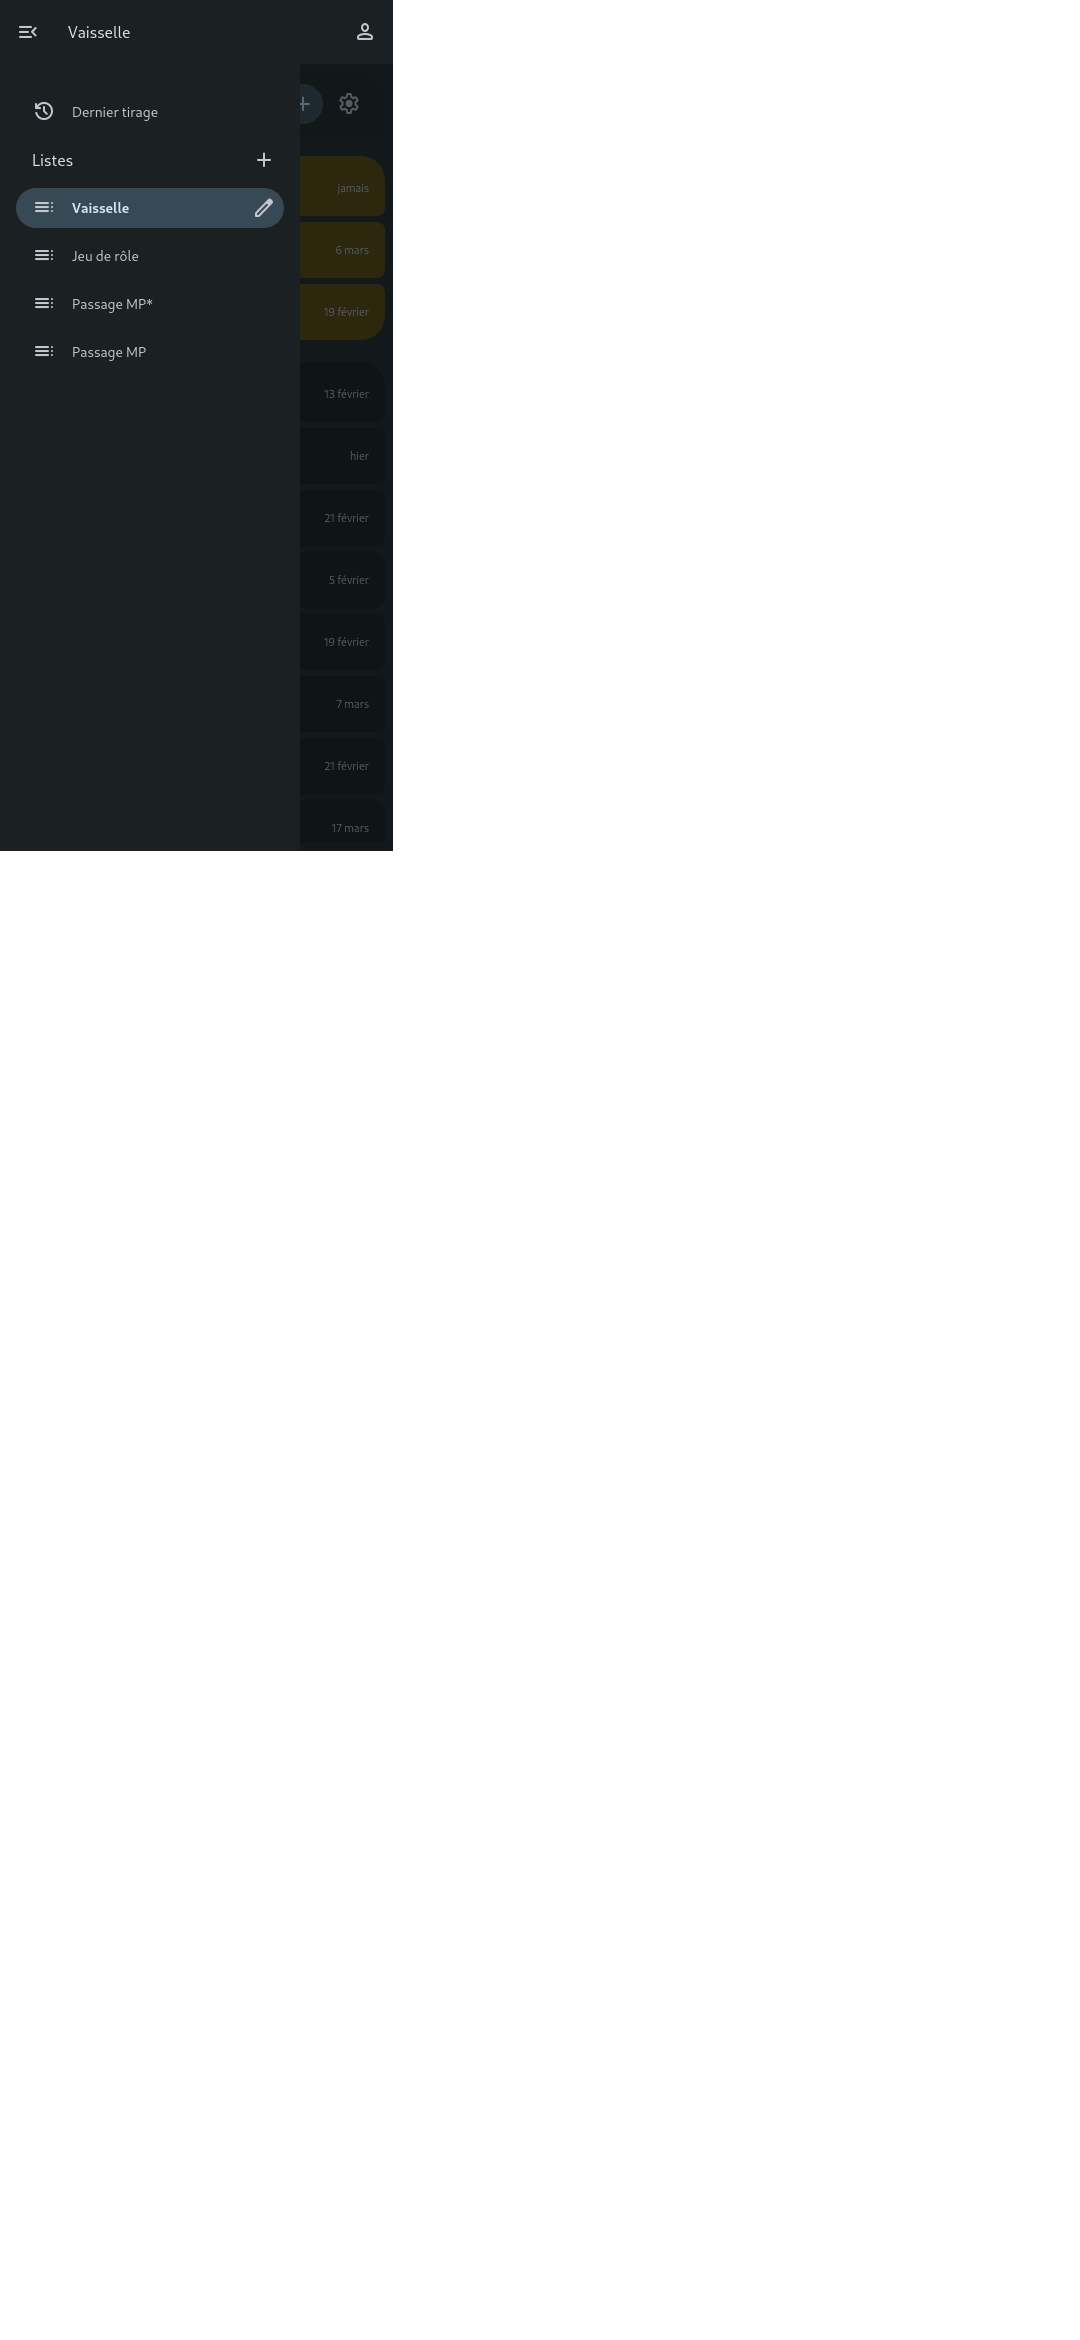 Vaisselle
Dernier tirage
Listes
Vaisselle
Jeu de rôle
Passage MP*
Passage MP
jamais
6 mars
19 février
13 février
hier
21 février
5 février
19 février
7 mars
21 février
17 mars